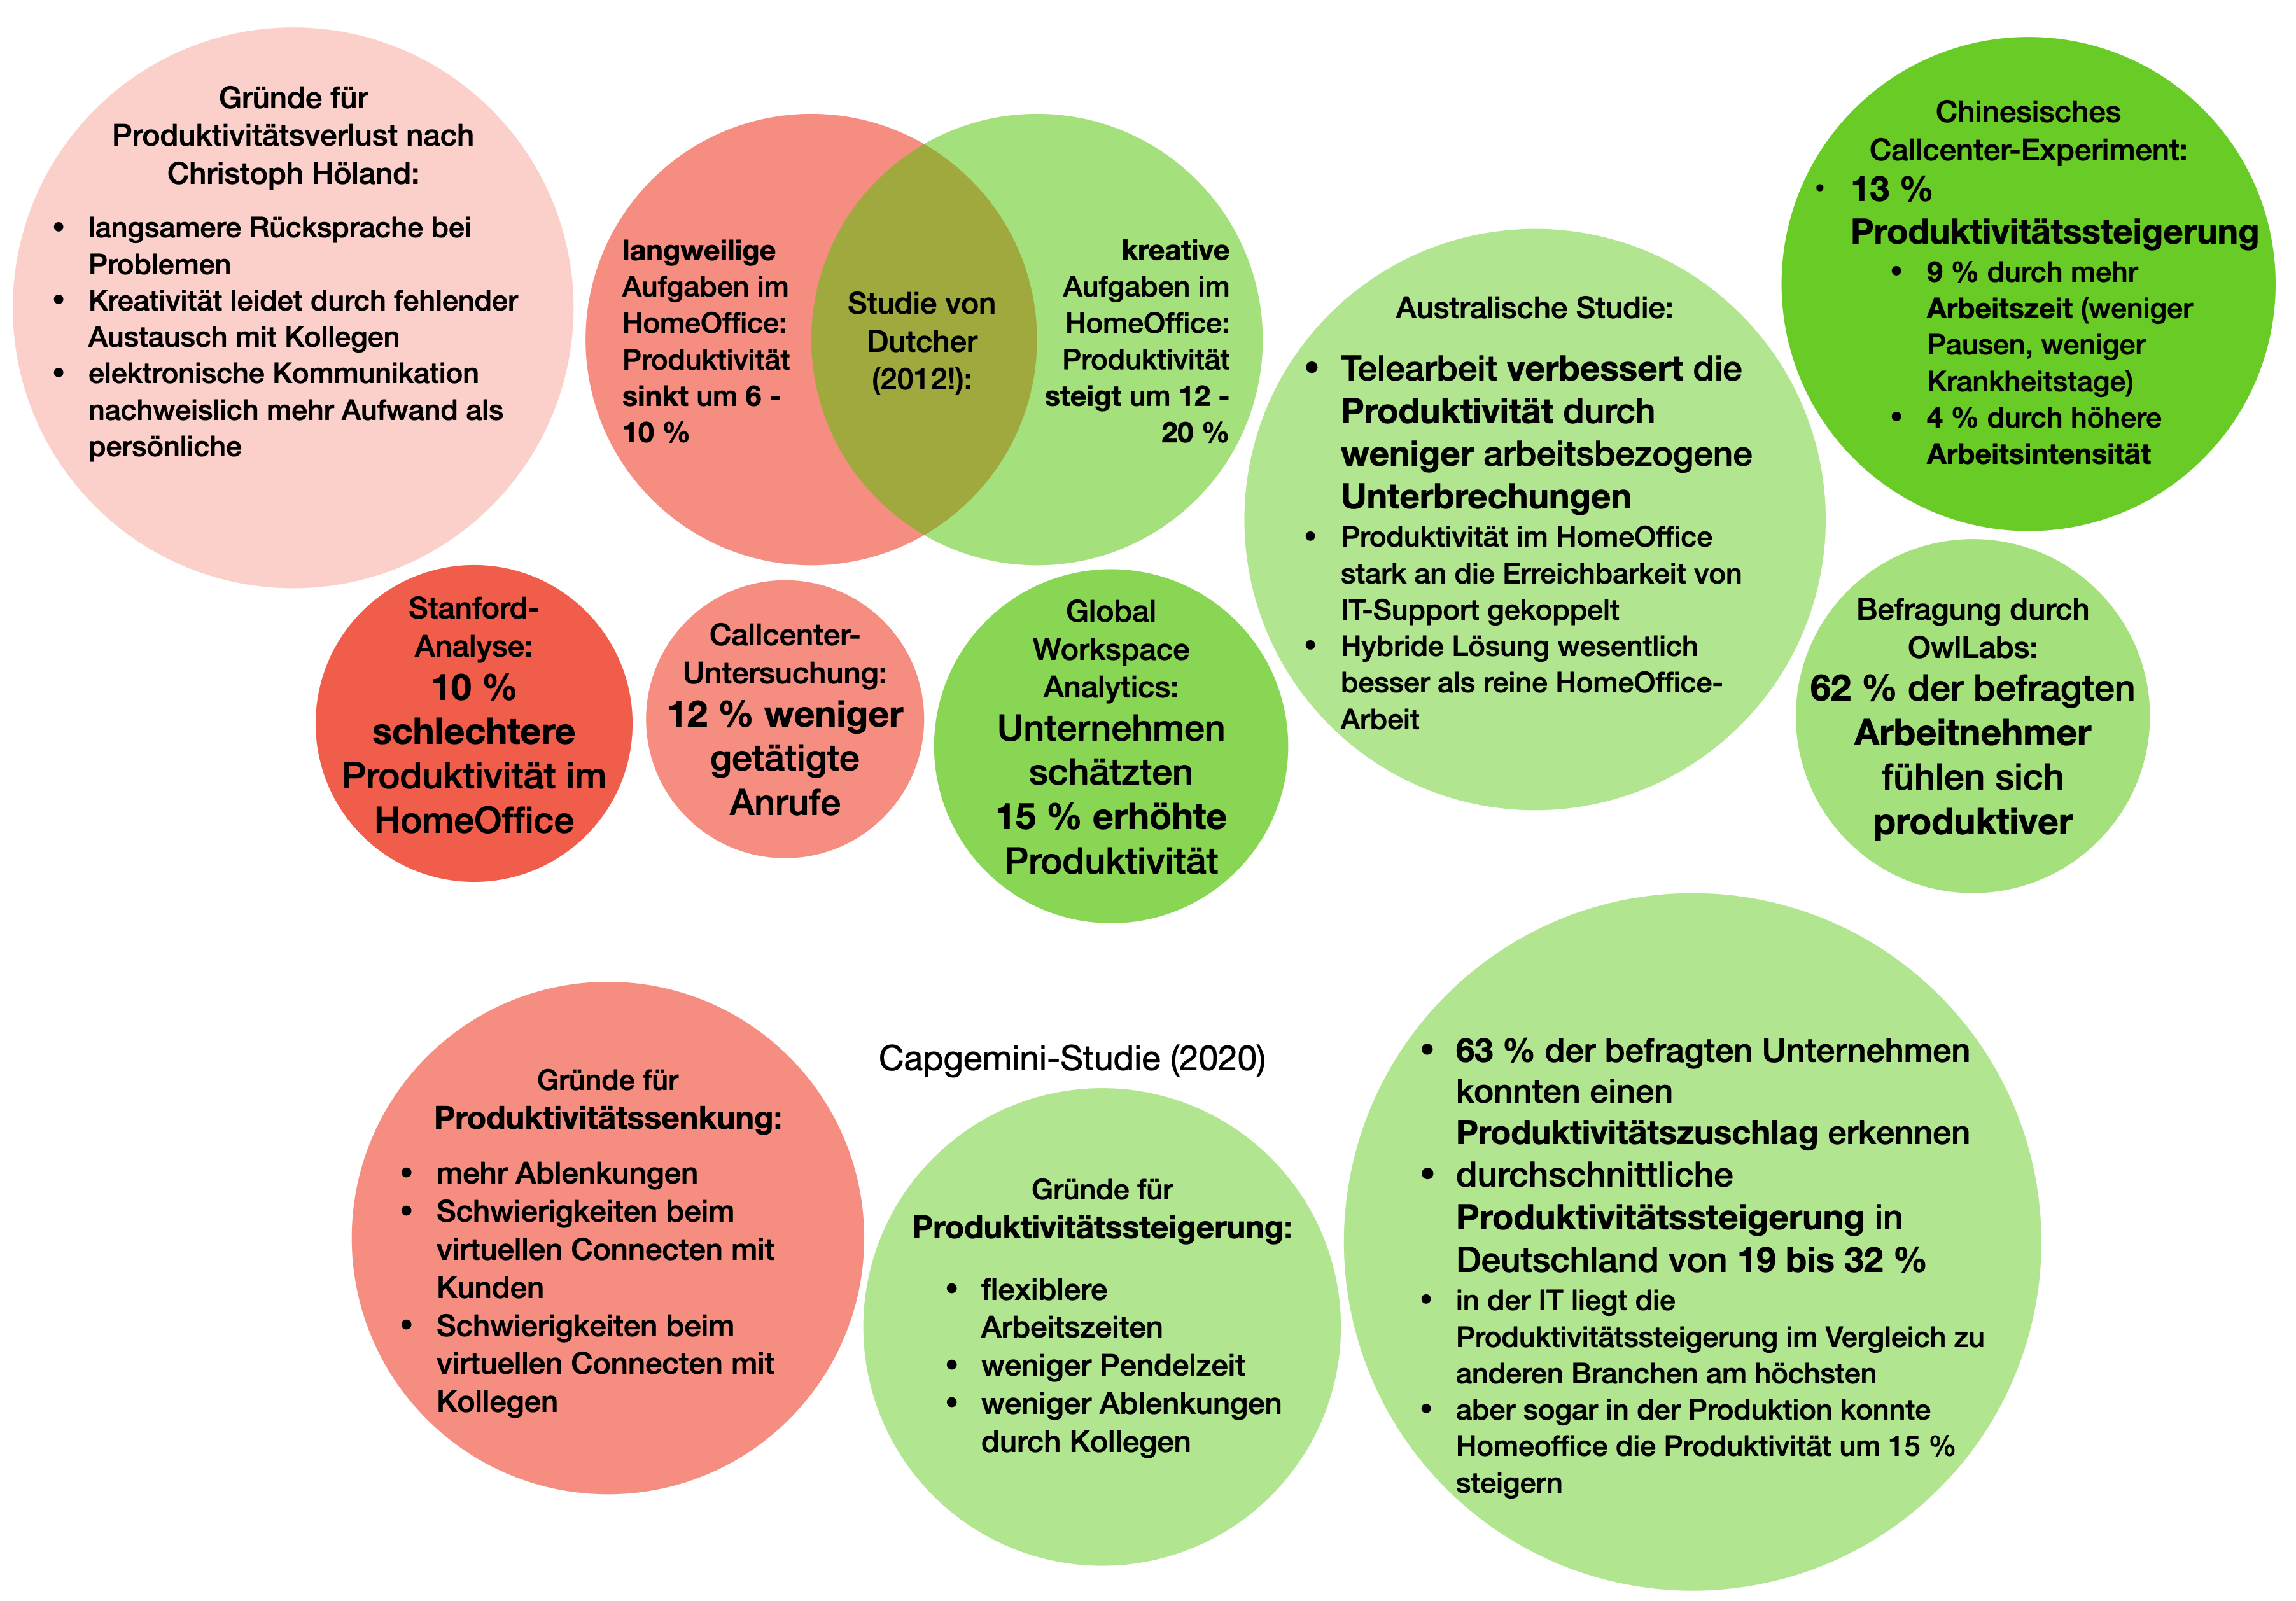 Gründe für
Produktivitätsverlust nach
Christoph Höland:
• langsamere Rücksprache bei
Problemen
• Kreativität leidet durch fehlender
Austausch mit Kollegen
• elektronische Kommunikation
nachweislich mehr Aufwand als
persönliche
langweilige
Aufgaben im
HomeOffice:
Produktivität
sinkt um 6 -
10 %
Studie von
Dutcher
(2012!):
kreative
Aufgaben im
HomeOffice:
Produktivität
steigt um 12 -
20 %
Australische Studie:
• Telearbeit verbessert die
Produktivität durch
weniger arbeitsbezogene
Unterbrechungen
• Produktivität im HomeOffice
stark an die Erreichbarkeit von
IT-Support gekoppelt
• Hybride Lösung wesentlich
besser als reine HomeOffice-
Arbeit
Chinesisches
Callcenter-Experiment:
• 13 %
Produktivitätssteigerung
• 9 % durch mehr
Arbeitszeit (weniger
Pausen, weniger
Krankheitstage)
• 4 % durch höhere
Arbeitsintensität
Stanford-
Analyse:
10 %
schlechtere
Produktivität im
HomeOffice
Callcenter-
Untersuchung:
12 % weniger
getätigte
Anrufe
Global
Workspace
Analytics:
Unternehmen
schätzten
15 % erhöhte
Produktivität
Befragung durch
OwlLabs:
62 % der befragten
Arbeitnehmer
fühlen sich
produktiver
Capgemini-Studie (2020)
Gründe für
Produktivitätssenkung:
• mehr Ablenkungen
• Schwierigkeiten beim
virtuellen Connecten mit
Kunden
• Schwierigkeiten beim
virtuellen Connecten mit
Kollegen
Gründe für
Produktivitätssteigerung:
• flexiblere
Arbeitszeiten
• weniger Pendelzeit
• weniger Ablenkungen
durch Kollegen
• 63 % der befragten Unternehmen
konnten einen
Produktivitätszuschlag erkennen
• durchschnittliche
Produktivitätssteigerung in
Deutschland von 19 bis 32 %
• in der IT liegt die
Produktivitätssteigerung im Vergleich zu
anderen Branchen am höchsten
• aber sogar in der Produktion konnte
Homeoffice die Produktivität um 15 %
steigern